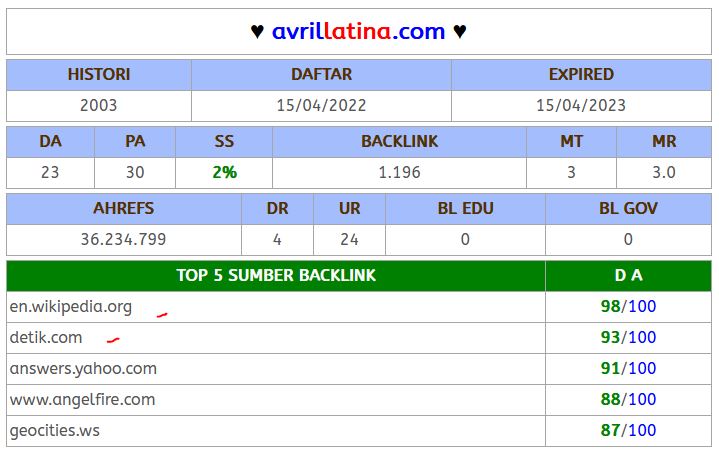 ♥ avrillatina.com ♥
HISTORI DAFTAR EXPIRED
2003 15/04/2022 15/04/2023
DA PA SS BACKLINK MT MR
23 30 2% 1.196 3 3.0
AHREFS DR UR BL EDU BL GOV
36.234.799 4 24 0 0
TOP 5 SUMBER BACKLINK D A
en.wikipedia.org 98/100
detik.com 93/100
answers.yahoo.com 91/100
www.angelfire.com 88/100
geocities.ws 87/100